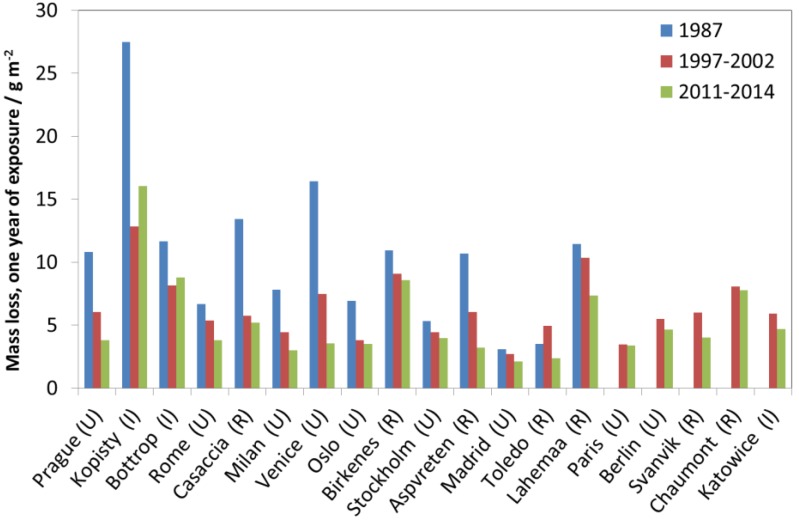 Mass loss, one year of exposure / g m⁻²
30
25
20
15
10
5
0
1987
1997-2002
2011-2014
Prague (U)
Kopisty (I)
Bottrop (I)
Rome (U)
Casaccia (R)
Milan (U)
Venice (U)
Oslo (U)
Birkenes (R)
Stockholm (U)
Aspvreten (R)
Madrid (U)
Toledo (R)
Lahemaa (R)
Paris (U)
Berlin (U)
Svanvik (R)
Chaumont (R)
Katowice (I)